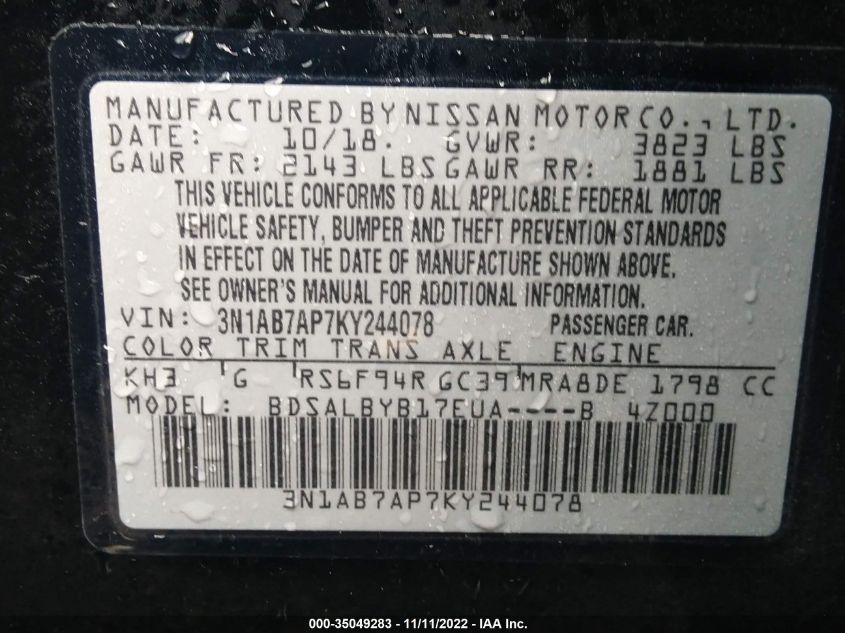 MANUFACTURED BY NISSAN MOTOR CO., LTD.
DATE: 10/18. GVWR: 3823 LBS
GAWR FR: 2143 LBS GAWR RR: 1881 LBS
THIS VEHICLE CONFORMS TO ALL APPLICABLE FEDERAL MOTOR
VEHICLE SAFETY, BUMPER AND THEFT PREVENTION STANDARDS
IN EFFECT ON THE DATE OF MANUFACTURE SHOWN ABOVE.
SEE OWNER'S MANUAL FOR ADDITIONAL INFORMATION.
VIN: 3N1AB7AP7KY244078 PASSENGER CAR.
COLOR TRIM TRANS AXLE ENGINE
KH3 G RS6F94R GC39 MRA8DE 1798 CC
MODEL: BDSALBYB17EUA----B 4Z000
3N1AB7AP7KY244078
000-35049283 - 11/11/2022 - IAA Inc.